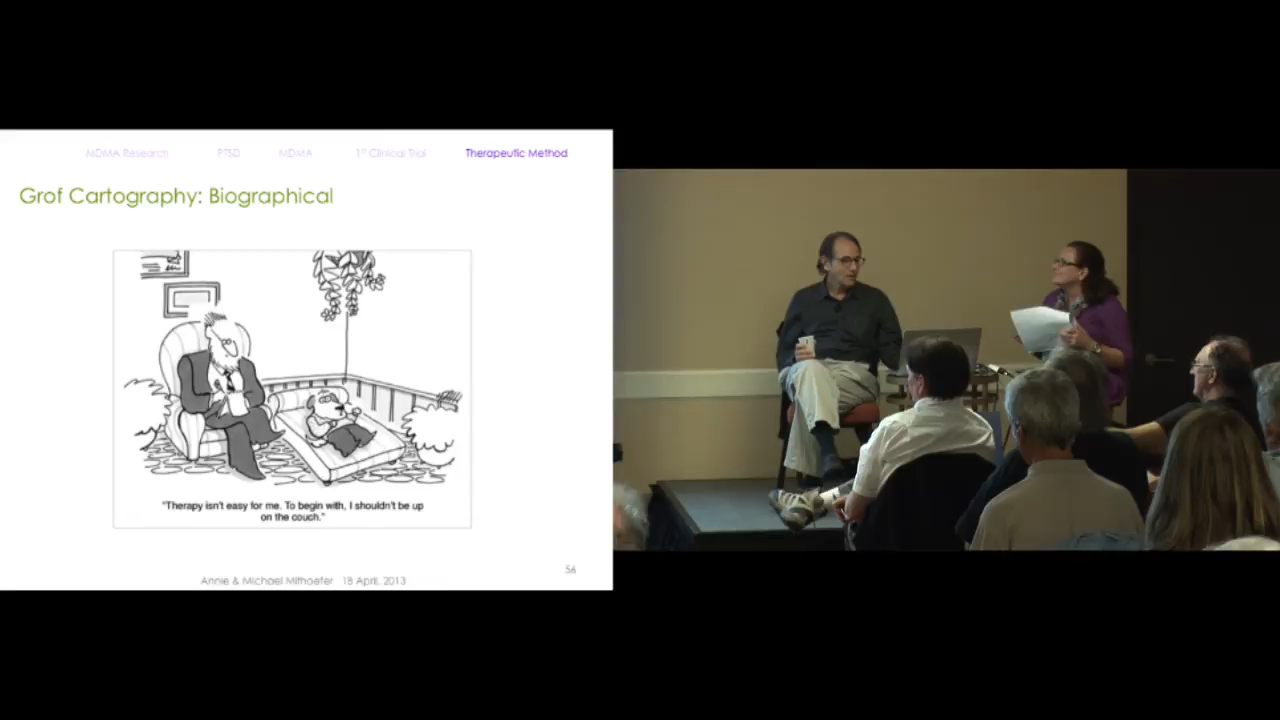 MDMA Research PTSD MDMA 1st Clinical Trial Therapeutic Method
Grof Cartography: Biographical
"Therapy isn't easy for me. To begin with, I shouldn't be up
on the couch."
56
Annie & Michael Mithoefer 18 April, 2013